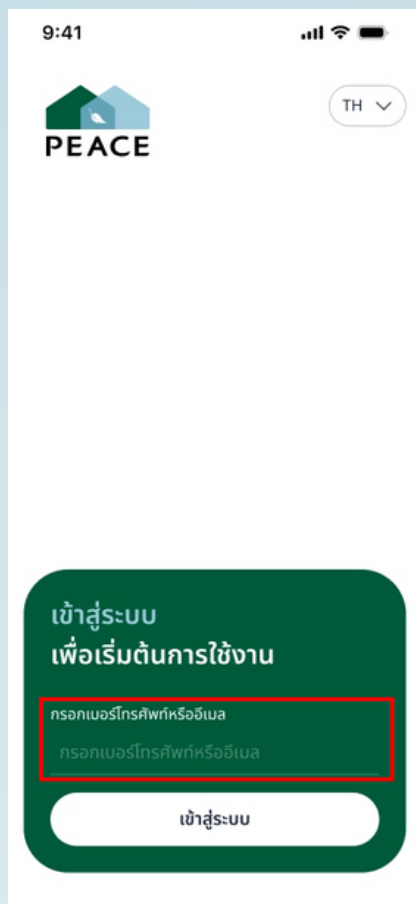 9:41
PEACE
TH
เข้าสู่ระบบ
เพื่อเริ่มต้นการใช้งาน
กรอกเบอร์โทรศัพท์หรืออีเมล
กรอกเบอร์โทรศัพท์หรืออีเมล
เข้าสู่ระบบ